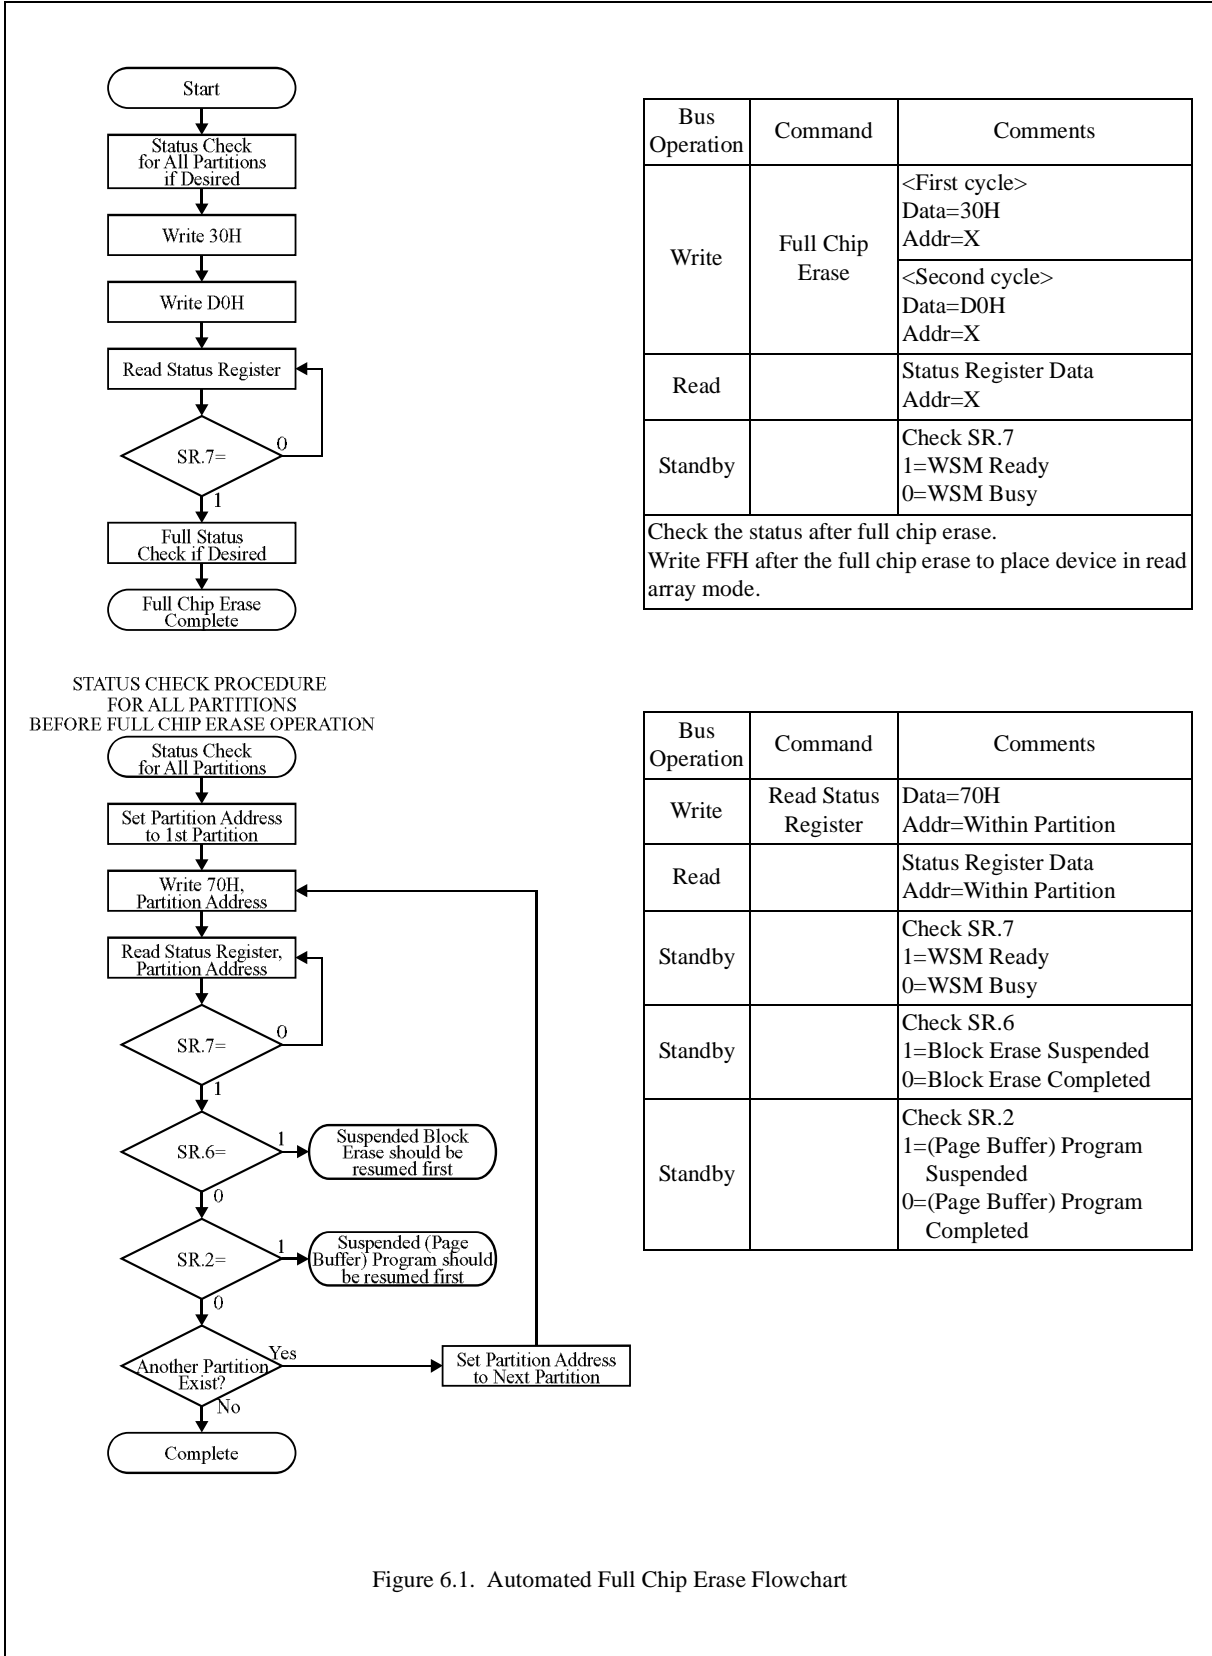 Start
Status Check
for All Partitions
if Desired
Write 30H
Write D0H
Read Status Register
SR.7=
0
1
Full Status
Check if Desired
Full Chip Erase
Complete
Bus
Operation
Command
Comments
Write
Full Chip
Erase
<First cycle>
Data=30H
Addr=X
<Second cycle>
Data=D0H
Addr=X
Read
Status Register Data
Addr=X
Standby
Check SR.7
1=WSM Ready
0=WSM Busy
Check the status after full chip erase.
Write FFH after the full chip erase to place device in read
array mode.
STATUS CHECK PROCEDURE
FOR ALL PARTITIONS
BEFORE FULL CHIP ERASE OPERATION
Status Check
for All Partitions
Set Partition Address
to 1st Partition
Write 70H,
Partition Address
Read Status Register,
Partition Address
SR.7=
0
1
SR.6=
1
Suspended Block
Erase should be
resumed first
0
SR.2=
1
Suspended (Page
Buffer) Program should
be resumed first
0
Another Partition
Exist?
Yes
Set Partition Address
to Next Partition
No
Complete
Bus
Operation
Command
Comments
Write
Read Status
Register
Data=70H
Addr=Within Partition
Read
Status Register Data
Addr=Within Partition
Standby
Check SR.7
1=WSM Ready
0=WSM Busy
Standby
Check SR.6
1=Block Erase Suspended
0=Block Erase Completed
Standby
Check SR.2
1=(Page Buffer) Program
Suspended
0=(Page Buffer) Program
Completed
Figure 6.1. Automated Full Chip Erase Flowchart